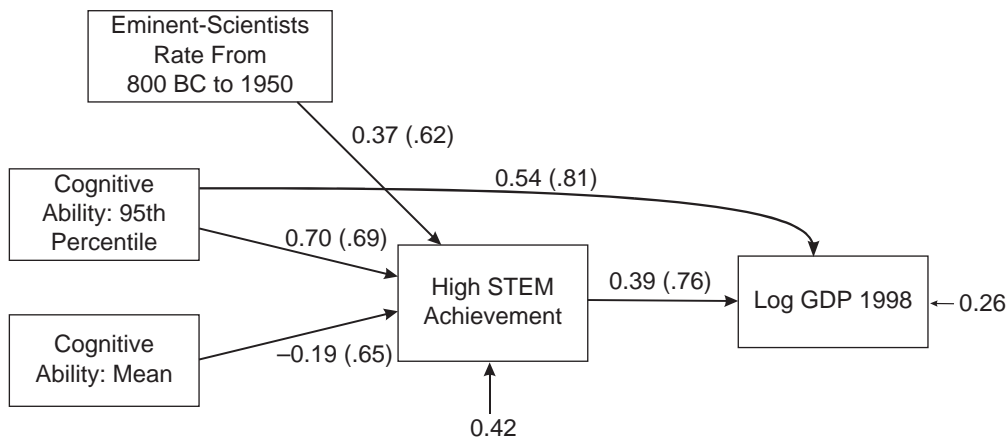 Eminent-Scientists
Rate From
800 BC to 1950
0.37 (.62)
Cognitive
Ability: 95th
Percentile
0.54 (.81)
0.70 (.69)
High STEM
Achievement
0.39 (.76)
Log GDP 1998
0.26
Cognitive
Ability: Mean
–0.19 (.65)
0.42